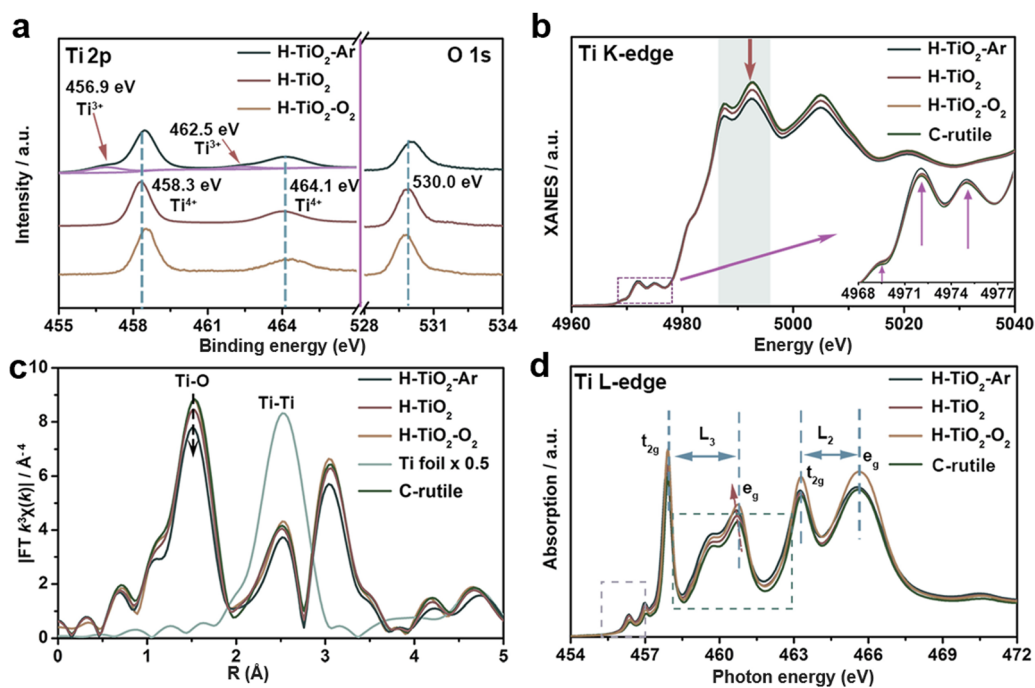 a
Ti 2p
O 1s
H-TiO2-Ar
H-TiO2
H-TiO2-O2
456.9 eV
Ti3+
462.5 eV
Ti3+
458.3 eV
Ti4+
464.1 eV
Ti4+
530.0 eV
Intensity / a.u.
455 458 461 464 528 531 534
Binding energy (eV)
b
Ti K-edge
H-TiO2-Ar
H-TiO2
H-TiO2-O2
C-rutile
XANES / a.u.
4968 4971 4974 4977
4960 4980 5000 5020 5040
Energy (eV)
c
Ti-O
Ti-Ti
H-TiO2-Ar
H-TiO2
H-TiO2-O2
Ti foil x 0.5
C-rutile
|FT k3χ(k)| / Å-4
10
8
6
4
2
0
0 1 2 3 4 5
R (Å)
d
Ti L-edge
H-TiO2-Ar
H-TiO2
H-TiO2-O2
C-rutile
t2g
L3
eg
t2g
L2
eg
Absorption / a.u.
454 457 460 463 466 469 472
Photon energy (eV)